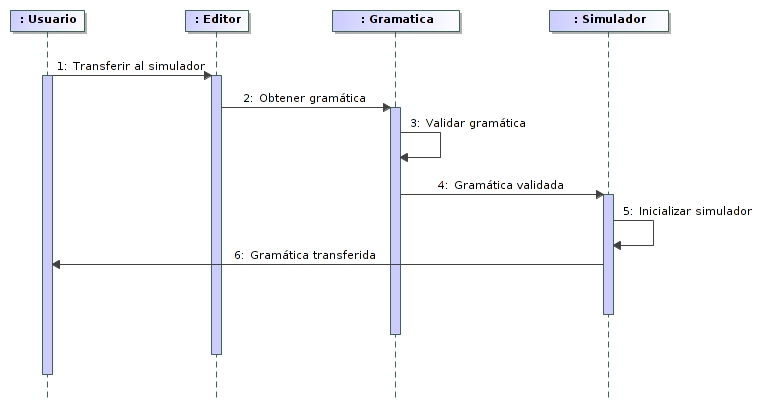 : Usuario
: Editor
: Gramatica
: Simulador
1: Transferir al simulador
2: Obtener gramática
3: Validar gramática
4: Gramática validada
5: Inicializar simulador
6: Gramática transferida